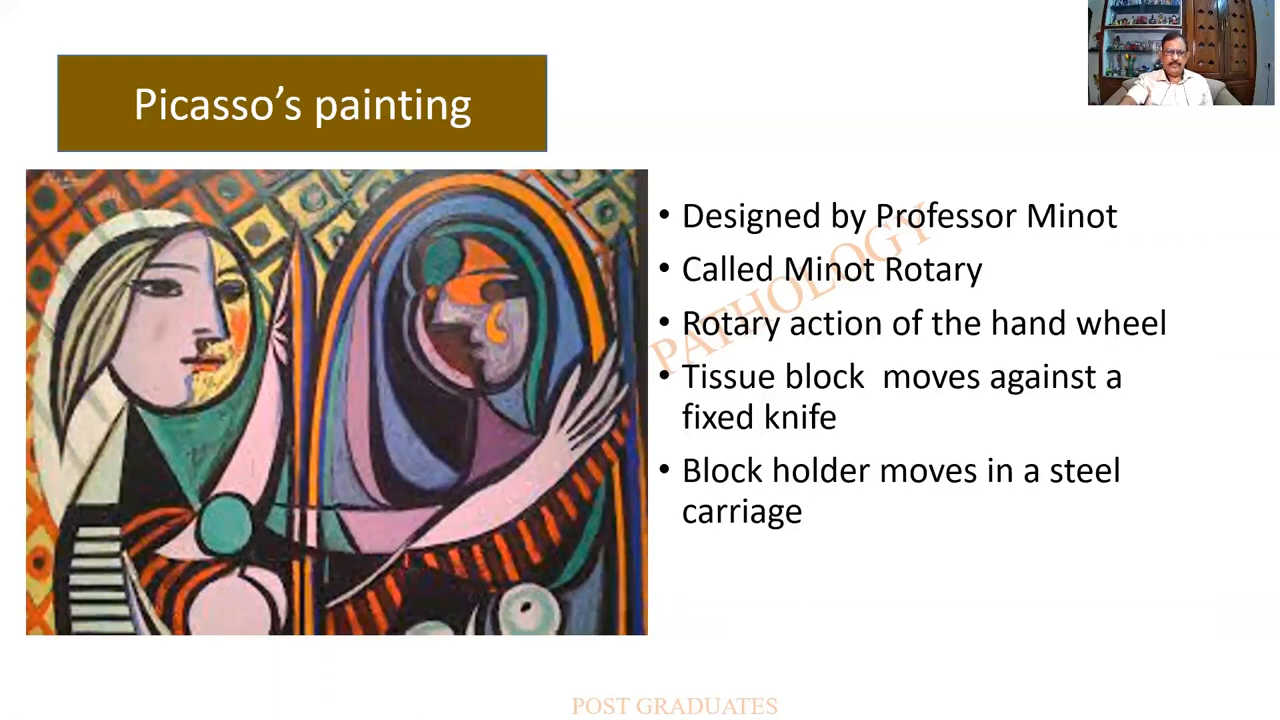 Picasso’s painting
• Designed by Professor Minot
• Called Minot Rotary
• Rotary action of the hand wheel
• Tissue block  moves against a
fixed knife
• Block holder moves in a steel
carriage
PATHOLOGY
POST GRADUATES